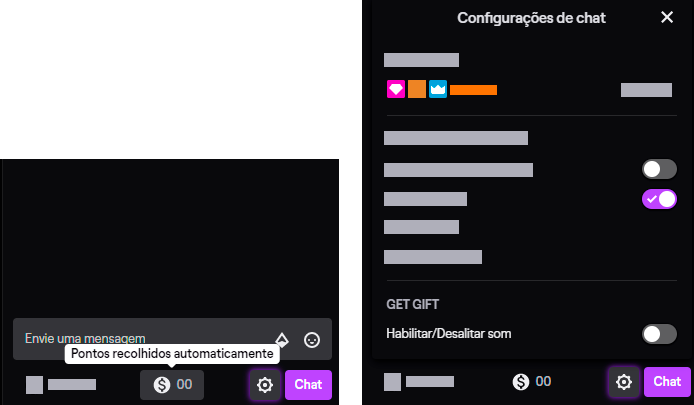 Configurações de chat
GET GIFT
Habilitar/Desalitar som
Envie uma mensagem
Pontos recolhidos automaticamente
00
Chat
00
Chat